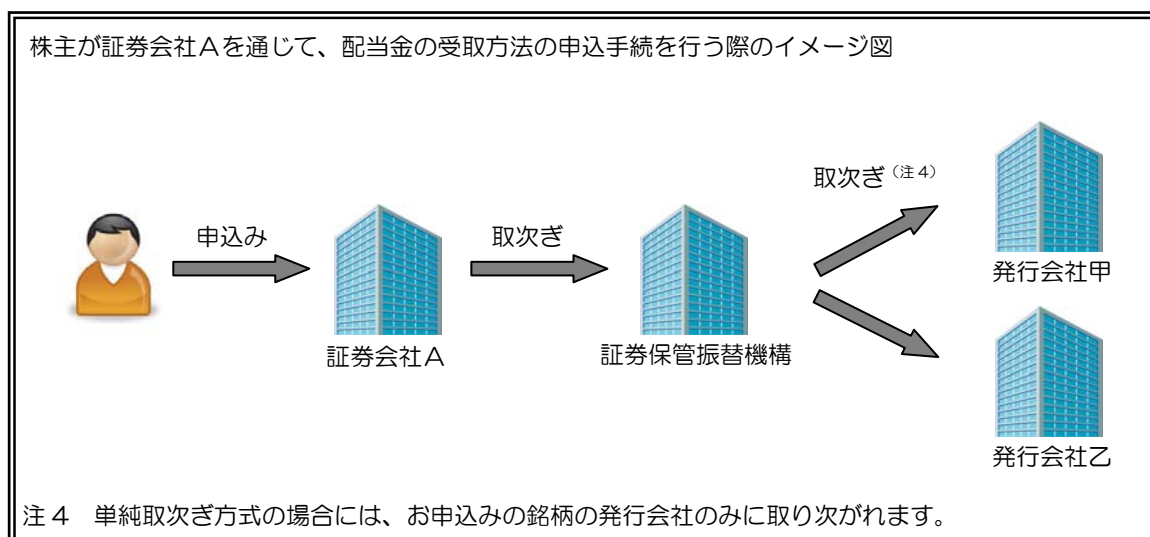 株主が証券会社Aを通じて、配当金の受取方法の申込手続を行う際のイメージ図
取次ぎ(注4)
申込み
取次ぎ
発行会社甲
証券会社A
証券保管振替機構
発行会社乙
注4 単純取次ぎ方式の場合には、お申込みの銘柄の発行会社のみに取り次がれます。